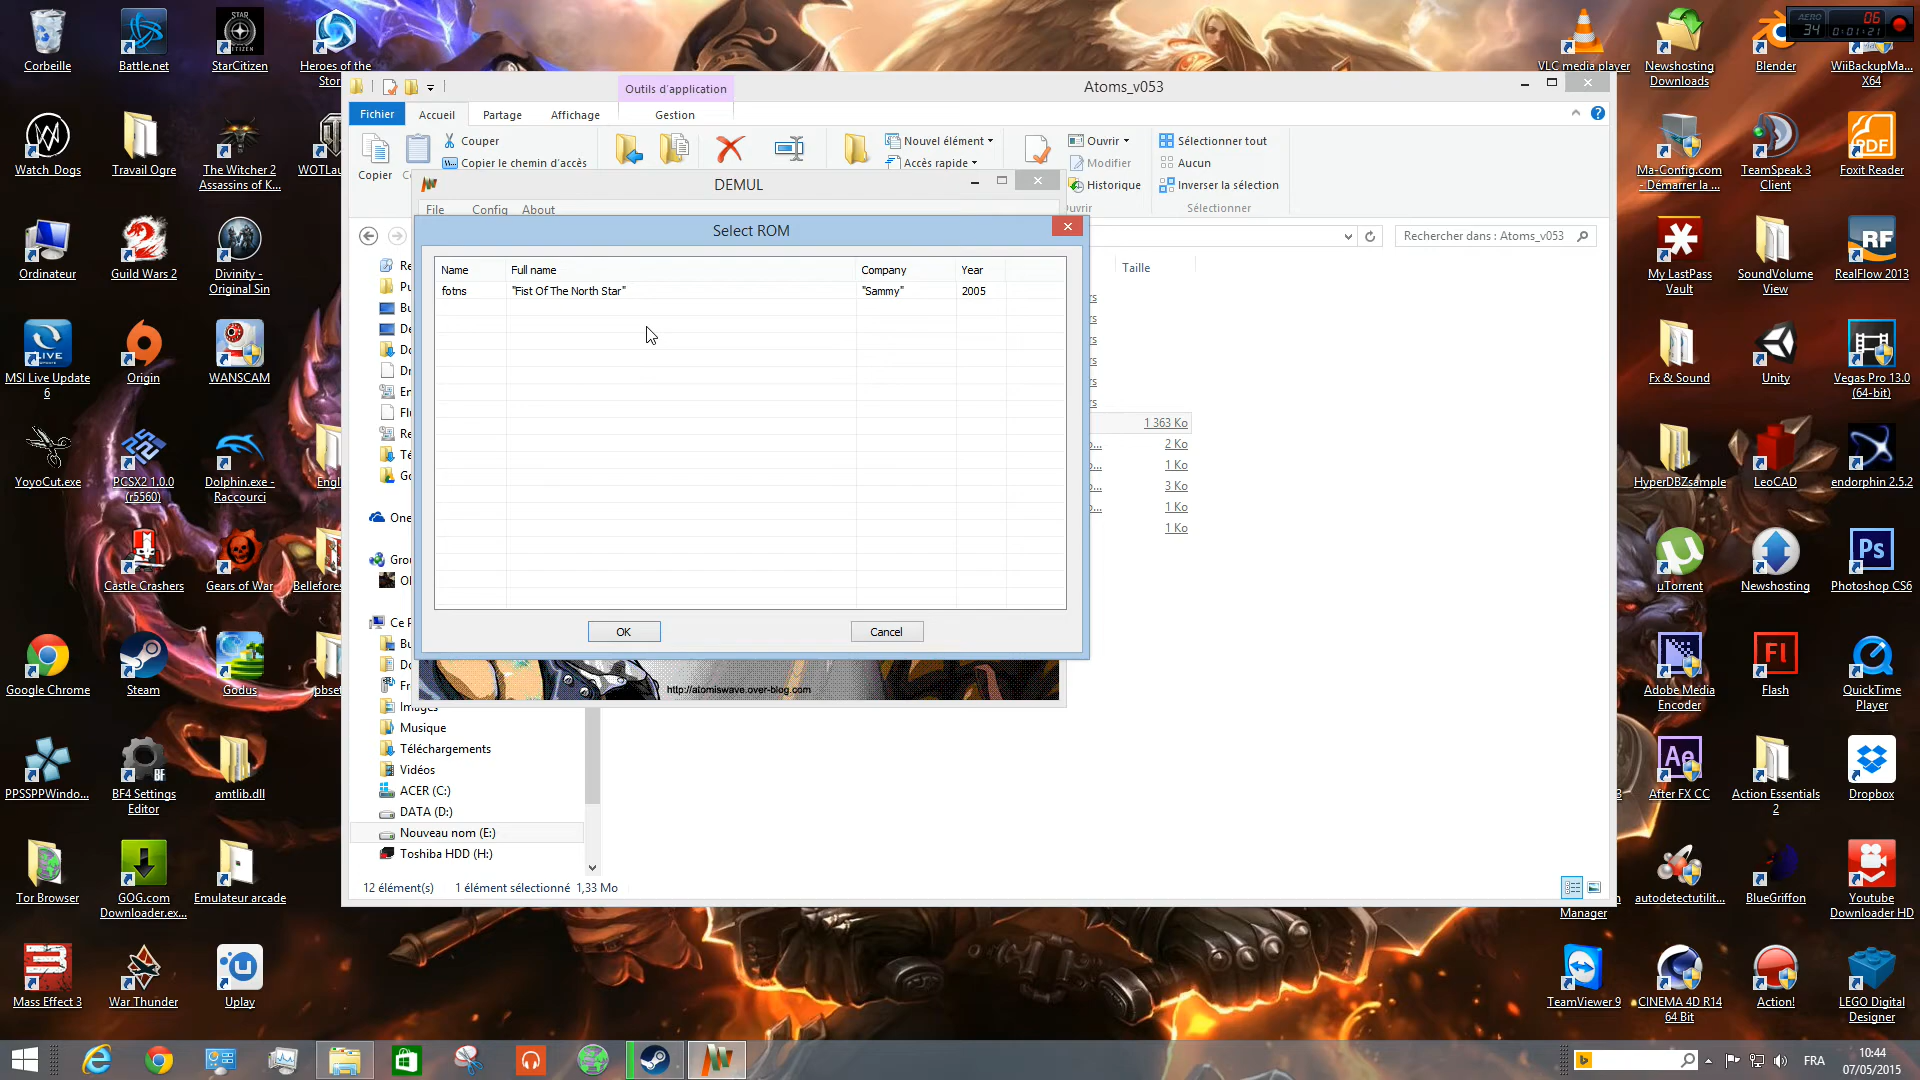 Corbeille
Battle.net
StarCitizen
Heroes of the
Stor
Watch_Dogs
Travail Ogre
The Witcher 2
Assassins of K...
WOTLau
Ordinateur
Guild Wars 2
Divinity -
Original Sin
MSI Live Update
6
Origin
WANSCAM
YoyoCut.exe
PCSX2 1.0.0
(r5560)
Dolphin.exe -
Raccourci
Engl
Castle Crashers
Gears of War
Bellefores
Google Chrome
Steam
Godus
pbset
PPSSPPWindo...
BF4 Settings
Editor
amtlib.dll
Tor Browser
GOG.com
Downloader.ex...
Emulateur arcade
Mass Effect 3
War Thunder
Uplay
Outils d'application
Atoms_v053
Fichier
Accueil
Partage
Affichage
Gestion
Copier
Couper
Copier le chemin d'accès
Nouvel élément
Accès rapide
Ouvrir
Modifier
Historique
Sélectionner tout
Aucun
Inverser la sélection
Sélectionner
Rechercher dans : Atoms_v053
Taille
1 363 Ko
2 Ko
1 Ko
3 Ko
1 Ko
1 Ko
DEMUL
File
Config
About
Select ROM
Name
Full name
Company
Year
fotns
"Fist Of The North Star"
"Sammy"
2005
OK
Cancel
http://atomiswave.over-blog.com
One
Grou
Ce P
Images
Musique
Téléchargements
Vidéos
ACER (C:)
DATA (D:)
Nouveau nom (E:)
Toshiba HDD (H:)
12 élément(s)
1 élément sélectionné 1,33 Mo
VLC media player
Newshosting
Downloads
Blender
WiiBackupMa...
X64
Ma-Config.com
- Démarrer la ...
TeamSpeak 3
Client
Foxit Reader
My LastPass
Vault
SoundVolume
View
RealFlow 2013
Fx & Sound
Unity
Vegas Pro 13.0
(64-bit)
HyperDBZsample
LeoCAD
endorphin 2.5.2
µTorrent
Newshosting
Photoshop CS6
Adobe Media
Encoder
Flash
QuickTime
Player
After FX CC
Action Essentials
2
Dropbox
Manager
autodetectutilit...
BlueGriffon
Youtube
Downloader HD
TeamViewer 9
CINEMA 4D R14
64 Bit
Action!
LEGO Digital
Designer
FRA
10:44
07/05/2015